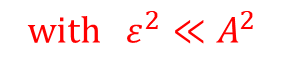 with ε² ≪ A²